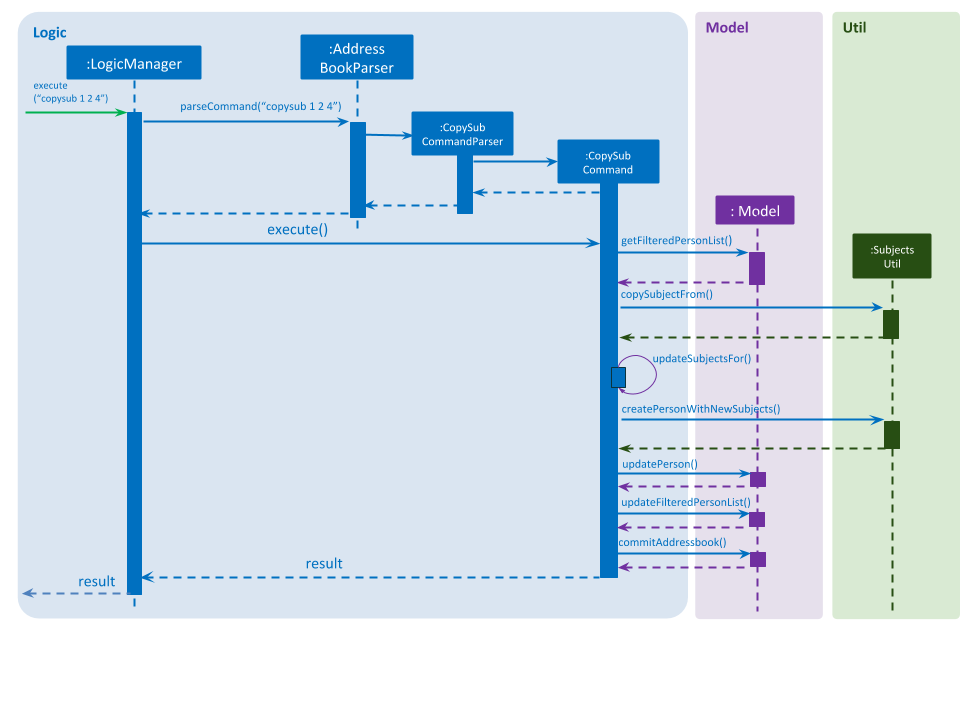 Logic
Model
Util
:LogicManager
:Address
BookParser
execute
(“copysub 1 2 4”)
parseCommand(“copysub 1 2 4”)
:CopySub
CommandParser
:CopySub
Command
: Model
execute()
getFilteredPersonList()
:Subjects
Util
copySubjectFrom()
updateSubjectsFor()
createPersonWithNewSubjects()
updatePerson()
updateFilteredPersonList()
commitAddressbook()
result
result